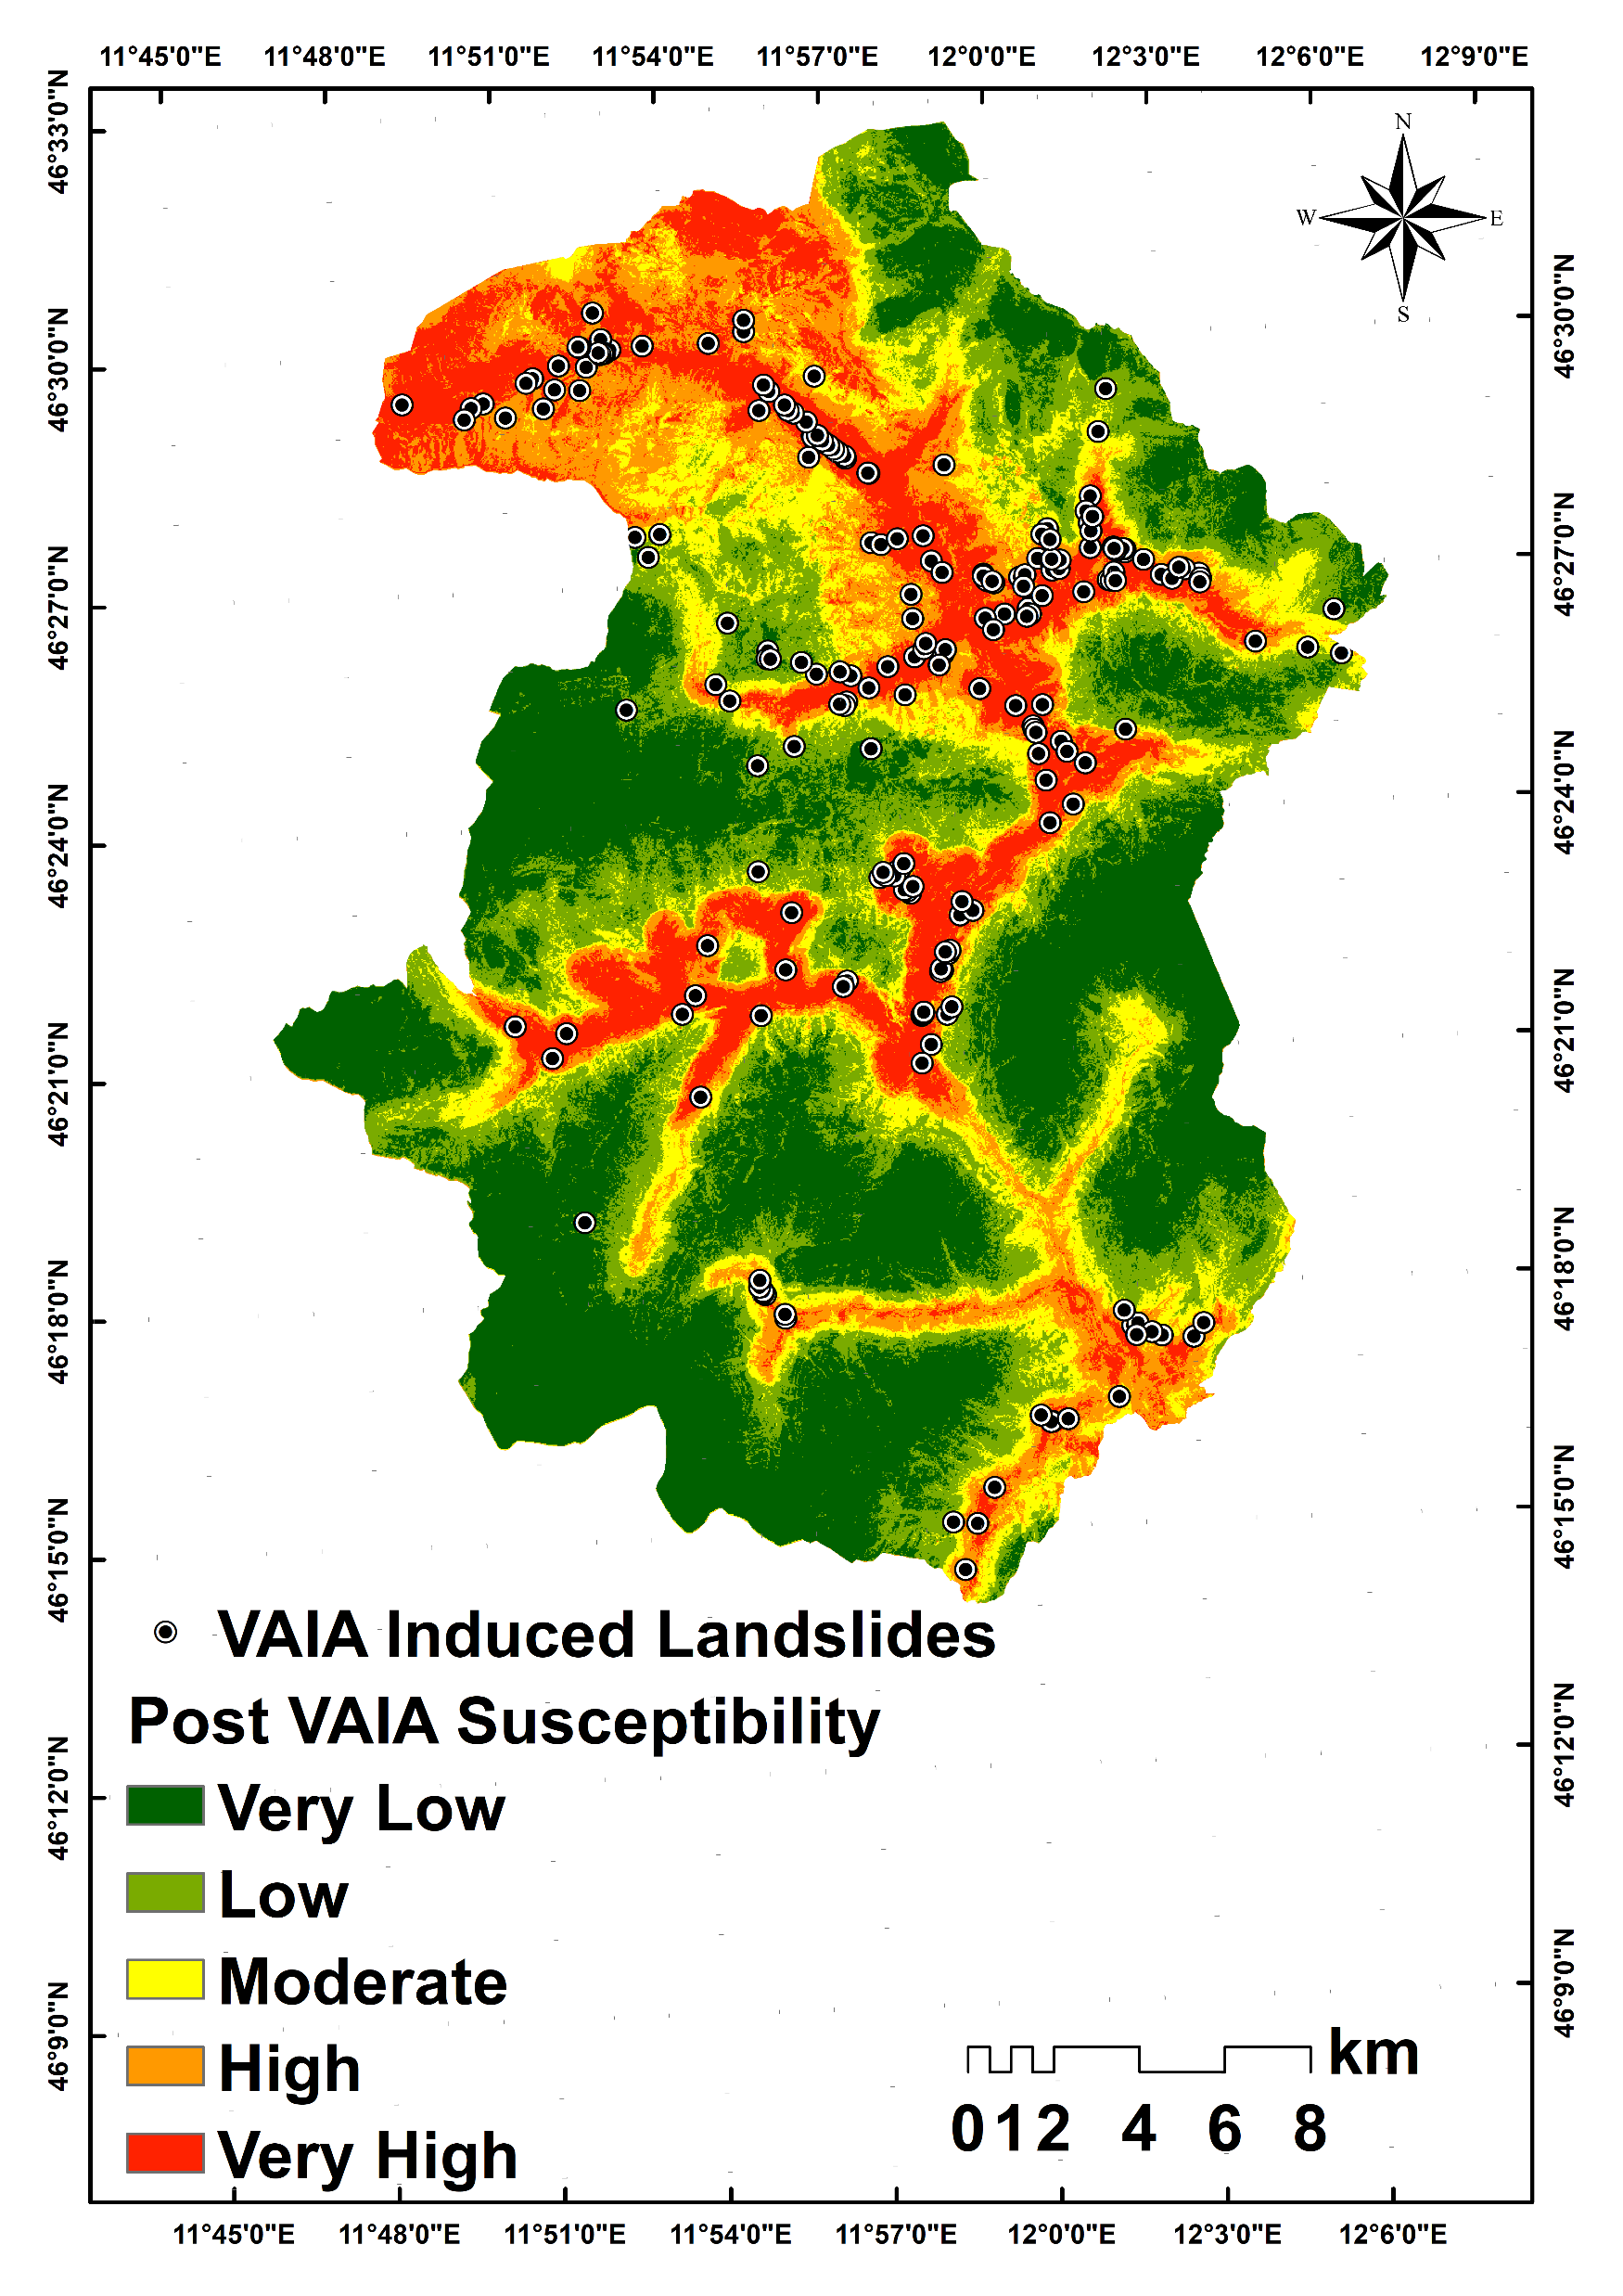 11°45'0"E 11°48'0"E 11°51'0"E 11°54'0"E 11°57'0"E 12°0'0"E 12°3'0"E 12°6'0"E 12°9'0"E
46°33'0"N
46°30'0"N
46°27'0"N
46°24'0"N
46°21'0"N
46°18'0"N
46°15'0"N
46°12'0"N
46°9'0"N
N
W E
S
46°30'0"N
46°27'0"N
46°24'0"N
46°21'0"N
46°18'0"N
46°15'0"N
46°12'0"N
46°9'0"N
VAIA Induced Landslides
Post VAIA Susceptibility
Very Low
Low
Moderate
High
Very High
km
0 1 2 4 6 8
11°45'0"E 11°48'0"E 11°51'0"E 11°54'0"E 11°57'0"E 12°0'0"E 12°3'0"E 12°6'0"E